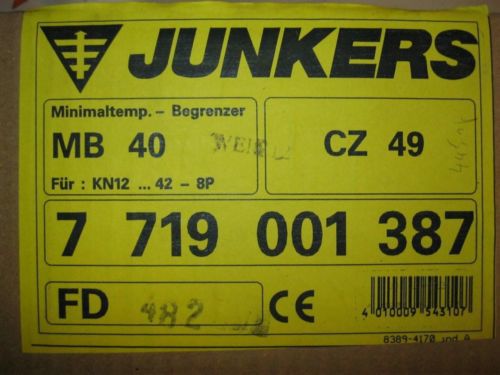 JUNKERS
Minimaltemp. - Begrenzer
MB 40
Für : KN12 ... 42 - 8P
CZ 49
7 719 001 387
FD 482
CE
4 010009 543107
8389-4170